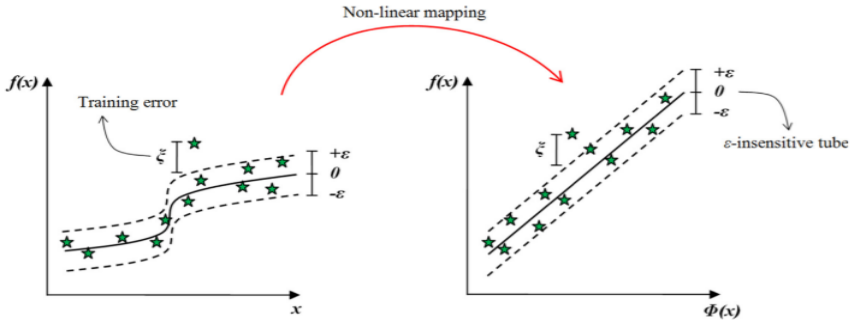 Non-linear mapping
f(x)
Training error
ξ
+ε
0
-ε
x
f(x)
ξ
+ε
0
-ε
ε-insensitive tube
Φ(x)